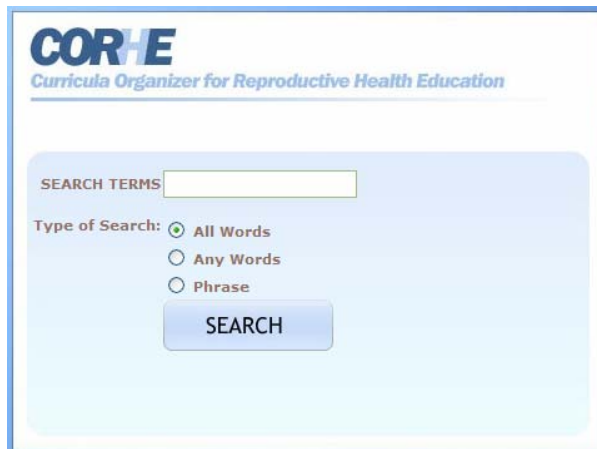 CORHE
Curricula Organizer for Reproductive Health Education
SEARCH TERMS
Type of Search:
All Words
Any Words
Phrase
SEARCH